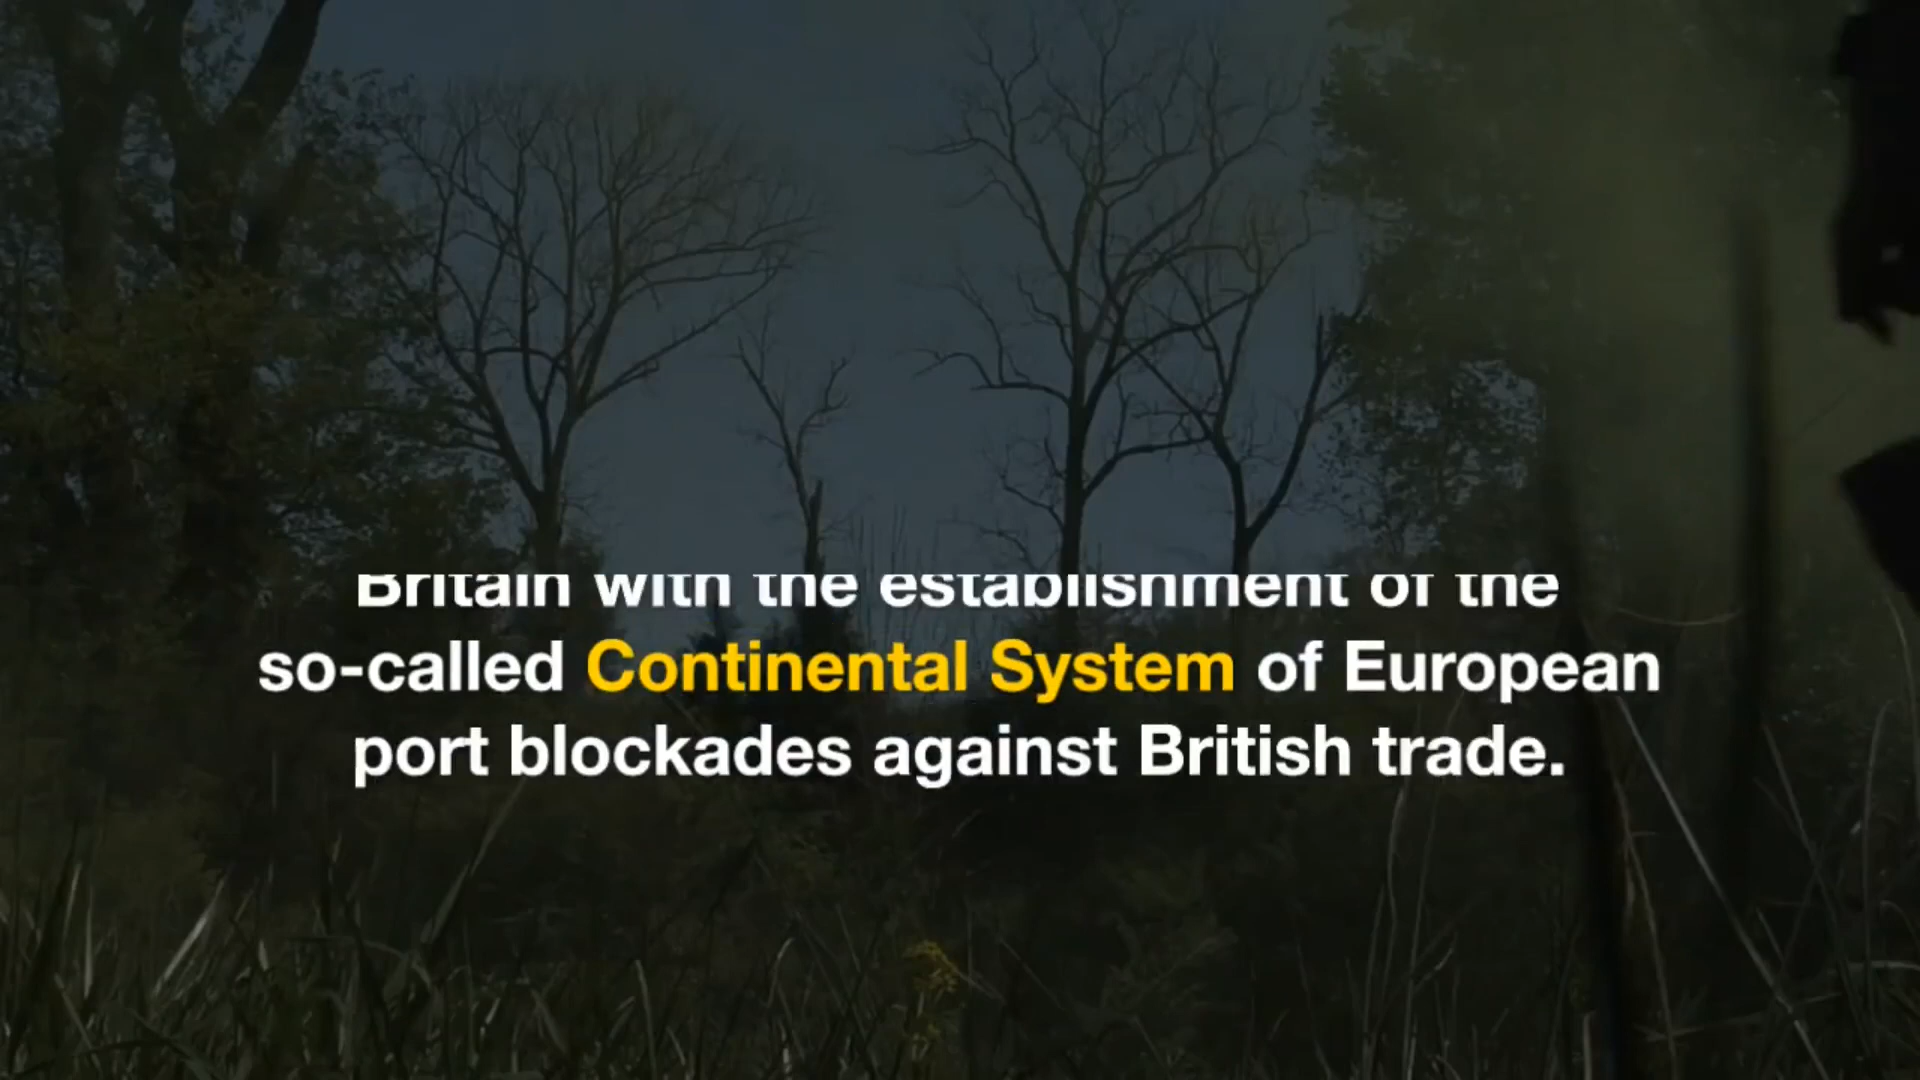 Britain with the establishment of the
so-called Continental System of European
port blockades against British trade.